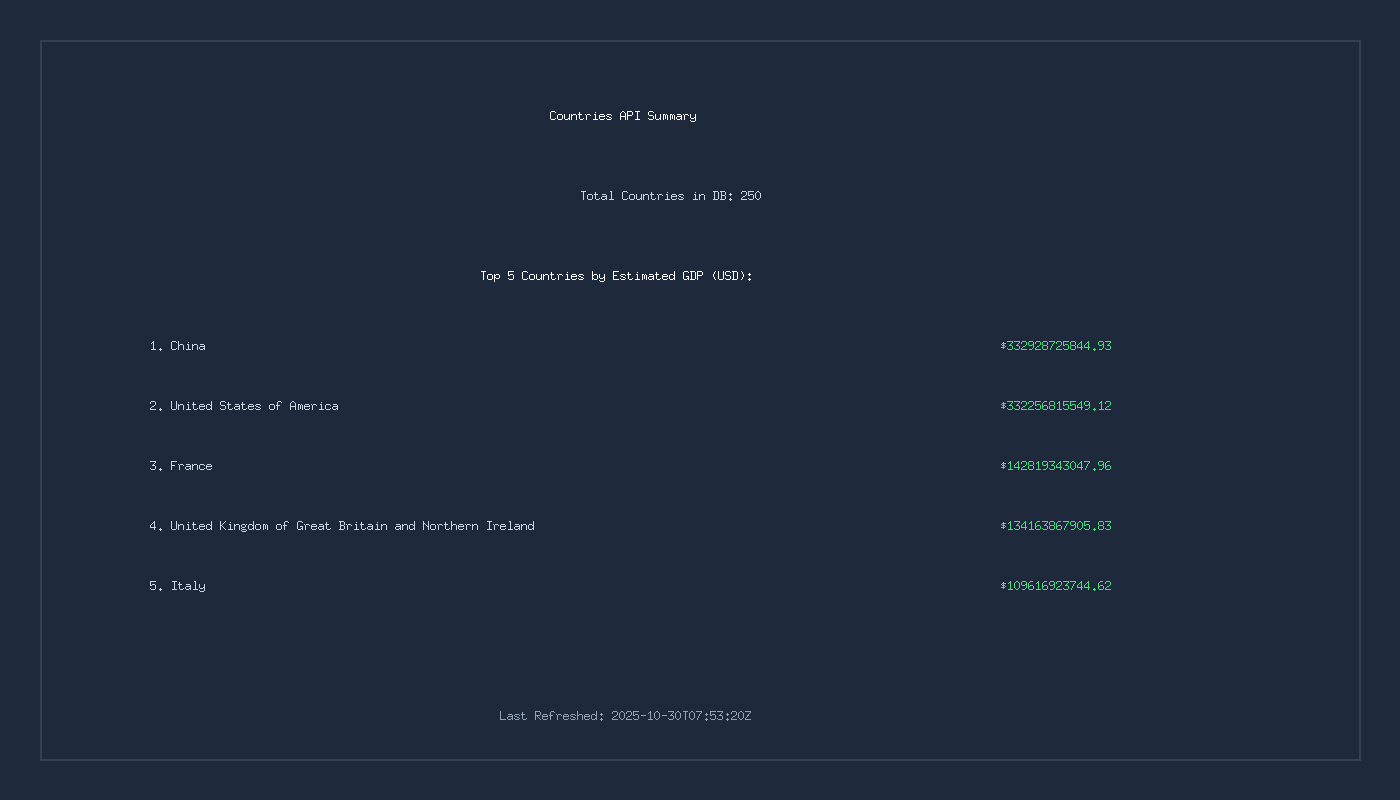 Countries API Summary
Total Countries in DB: 250
Top 5 Countries by Estimated GDP (USD):
1. China $332928725844.93
2. United States of America $332256815549.12
3. France $142819343047.96
4. United Kingdom of Great Britain and Northern Ireland $134163867905.83
5. Italy $109616923744.62
Last Refreshed: 2025-10-30T07:53:20Z